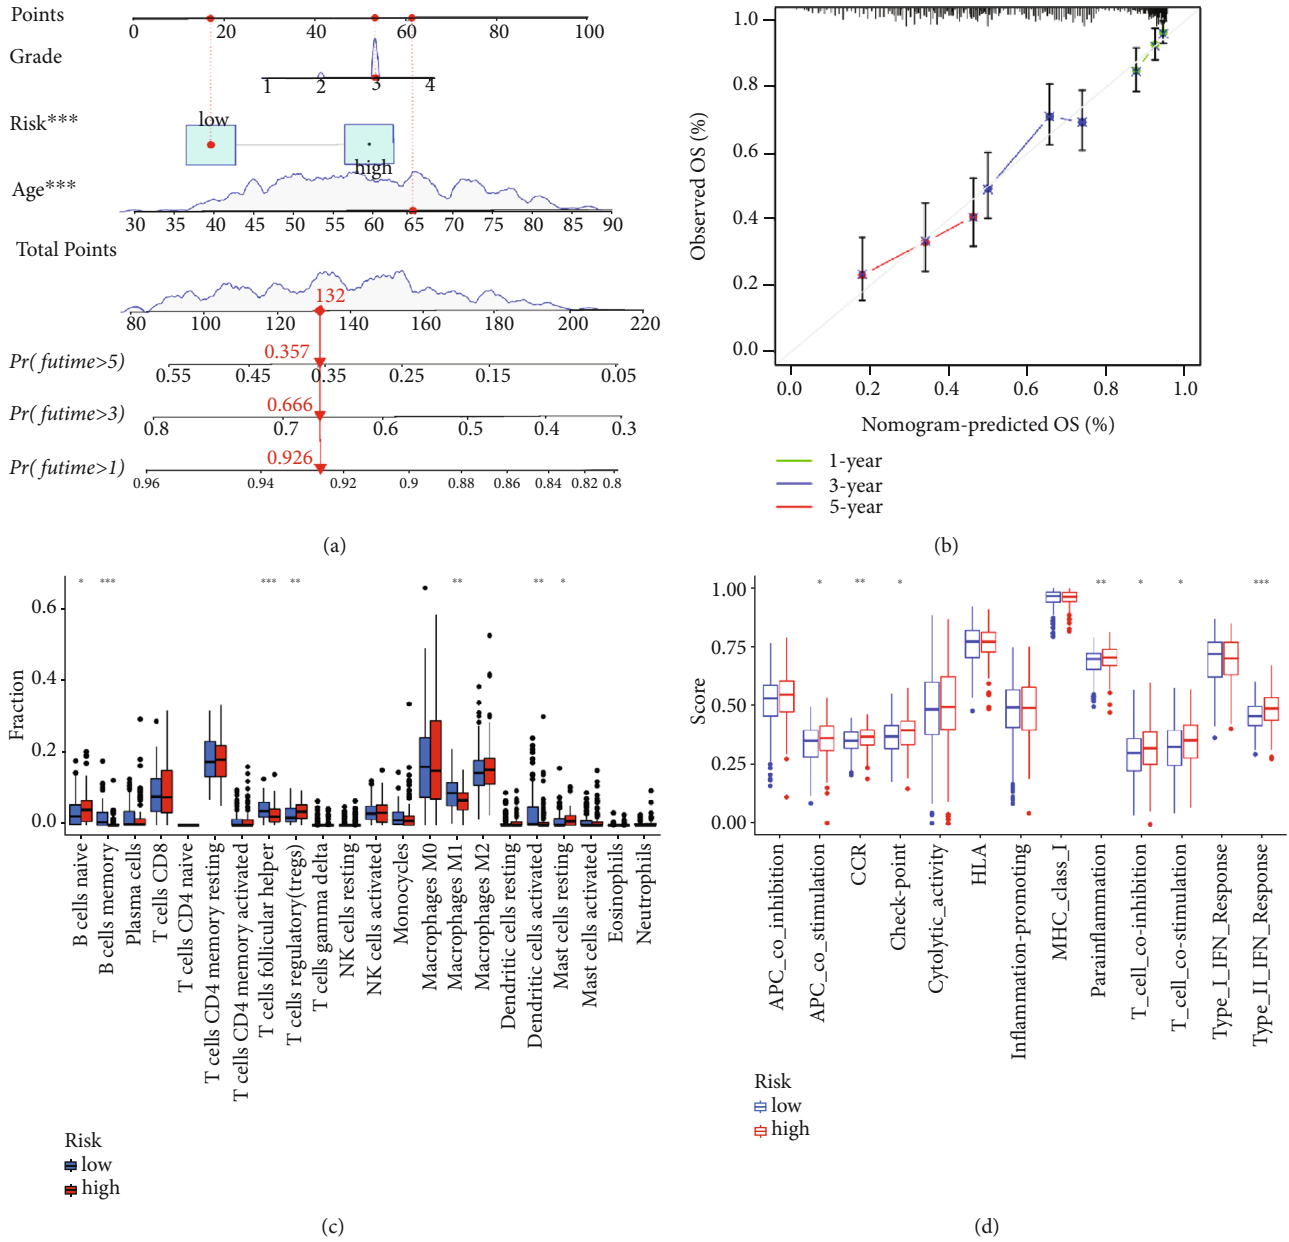 Points
0 20 40 60 80 100
Grade
1 2 3 4
Risk***
low
high
Age***
30 35 40 45 50 55 60 65 70 75 80 85 90
Total Points
132
80 100 120 140 160 180 200 220
0.357
Pr( futime>5)
0.55 0.45 0.35 0.25 0.15 0.05
0.666
Pr( futime>3)
0.8 0.7 0.6 0.5 0.4 0.3
0.926
Pr( futime>1)
0.96 0.94 0.92 0.9 0.88 0.86 0.84 0.82 0.8
(a)
Observed OS (%)
1.0
0.8
0.6
0.4
0.2
0.0
0.0 0.2 0.4 0.6 0.8 1.0
Nomogram-predicted OS (%)
1-year
3-year
5-year
(b)
* *** *** ** ** ** *
Fraction
0.6
0.4
0.2
0.0
B cells naive
B cells memory
Plasma cells
T cells CD8
T cells CD4 naive
T cells CD4 memory resting
T cells CD4 memory activated
T cells follicular helper
T cells regulatory(tregs)
T cells gamma delta
NK cells resting
NK cells activated
Monocycles
Macrophages M0
Macrophages M1
Macrophages M2
Dendritic cells resting
Dendritic cells activated
Mast cells resting
Mast cells activated
Eosinophils
Neutrophils
Risk
low
high
(c)
* ** * ** * * ***
Score
1.00
0.75
0.50
0.25
0.00
APC_co_inhibition
APC_co_stimulation
CCR
Check-point
Cytolytic_activity
HLA
Inflammation-promoting
MHC_class_I
Parainflammation
T_cell_co-inhibition
T_cell_co-stimulation
Type_I_IFN_Response
Type_II_IFN_Response
Risk
low
high
(d)